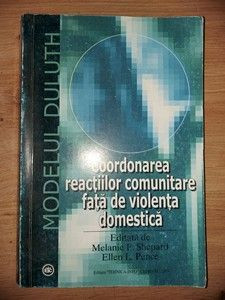 MODELUL DULUTH
Coordonarea
reacțiilor comunitare
față de violența
domestică
Editată de
Melanie F. Shepard
Ellen L. Pence